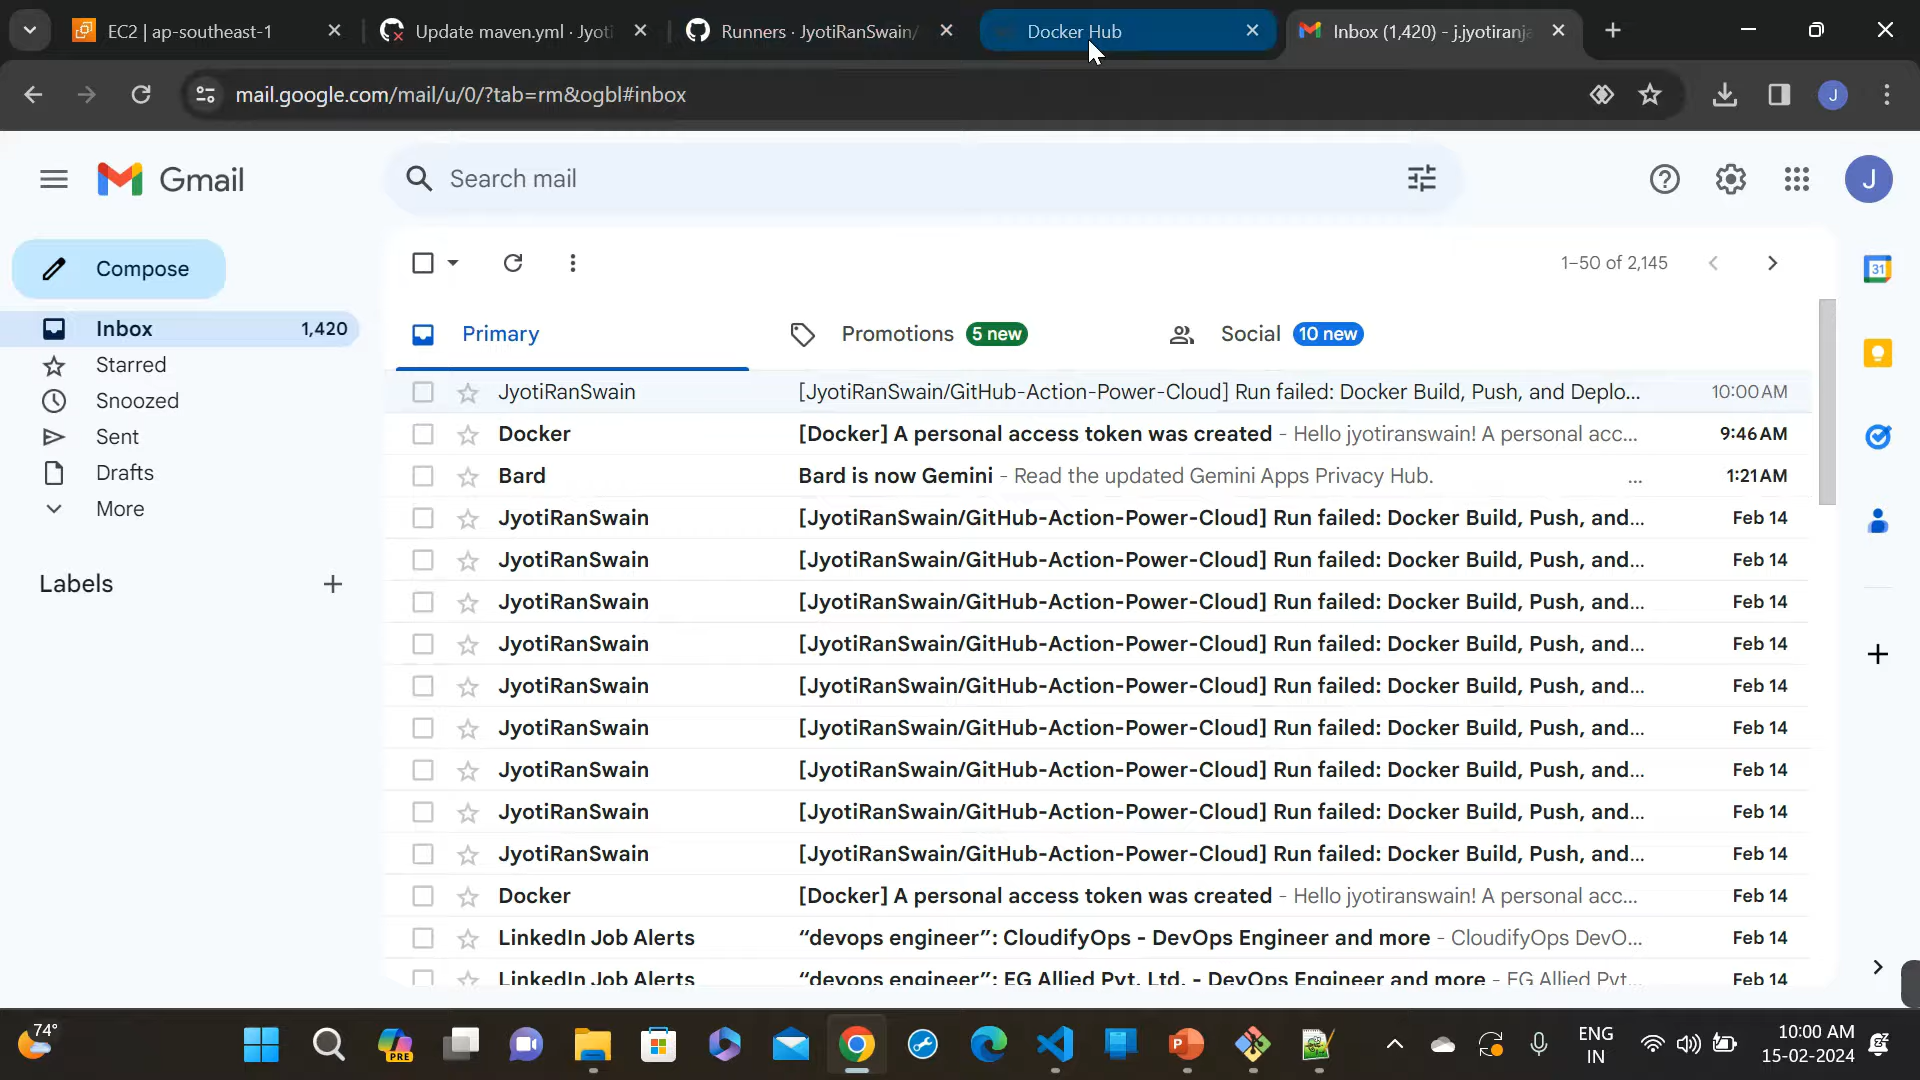 EC2 | ap-southeast-1
Update maven.yml · Jyoti
Runners · JyotiRanSwain/
Docker Hub
Inbox (1,420) - j.jyotiranja
mail.google.com/mail/u/0/?tab=rm&ogbl#inbox
J
Gmail
Search mail
J
Compose
1–50 of 2,145
31
Inbox 1,420
Primary
Promotions 5 new
Social 10 new
Starred
Snoozed
Sent
Drafts
More
Labels
JyotiRanSwain [JyotiRanSwain/GitHub-Action-Power-Cloud] Run failed: Docker Build, Push, and Deplo... 10:00 AM
Docker [Docker] A personal access token was created - Hello jyotiranswain! A personal acc... 9:46 AM
Bard Bard is now Gemini - Read the updated Gemini Apps Privacy Hub. ... 1:21 AM
JyotiRanSwain [JyotiRanSwain/GitHub-Action-Power-Cloud] Run failed: Docker Build, Push, and... Feb 14
JyotiRanSwain [JyotiRanSwain/GitHub-Action-Power-Cloud] Run failed: Docker Build, Push, and... Feb 14
JyotiRanSwain [JyotiRanSwain/GitHub-Action-Power-Cloud] Run failed: Docker Build, Push, and... Feb 14
JyotiRanSwain [JyotiRanSwain/GitHub-Action-Power-Cloud] Run failed: Docker Build, Push, and... Feb 14
JyotiRanSwain [JyotiRanSwain/GitHub-Action-Power-Cloud] Run failed: Docker Build, Push, and... Feb 14
JyotiRanSwain [JyotiRanSwain/GitHub-Action-Power-Cloud] Run failed: Docker Build, Push, and... Feb 14
JyotiRanSwain [JyotiRanSwain/GitHub-Action-Power-Cloud] Run failed: Docker Build, Push, and... Feb 14
JyotiRanSwain [JyotiRanSwain/GitHub-Action-Power-Cloud] Run failed: Docker Build, Push, and... Feb 14
JyotiRanSwain [JyotiRanSwain/GitHub-Action-Power-Cloud] Run failed: Docker Build, Push, and... Feb 14
Docker [Docker] A personal access token was created - Hello jyotiranswain! A personal acc... Feb 14
LinkedIn Job Alerts “devops engineer”: CloudifyOps - DevOps Engineer and more - CloudifyOps DevO... Feb 14
LinkedIn Job Alerts “devops engineer”: EG Allied Pvt. Ltd. - DevOps Engineer and more - EG Allied Pvt... Feb 14
74°
PRE
ENG
IN
10:00 AM
15-02-2024